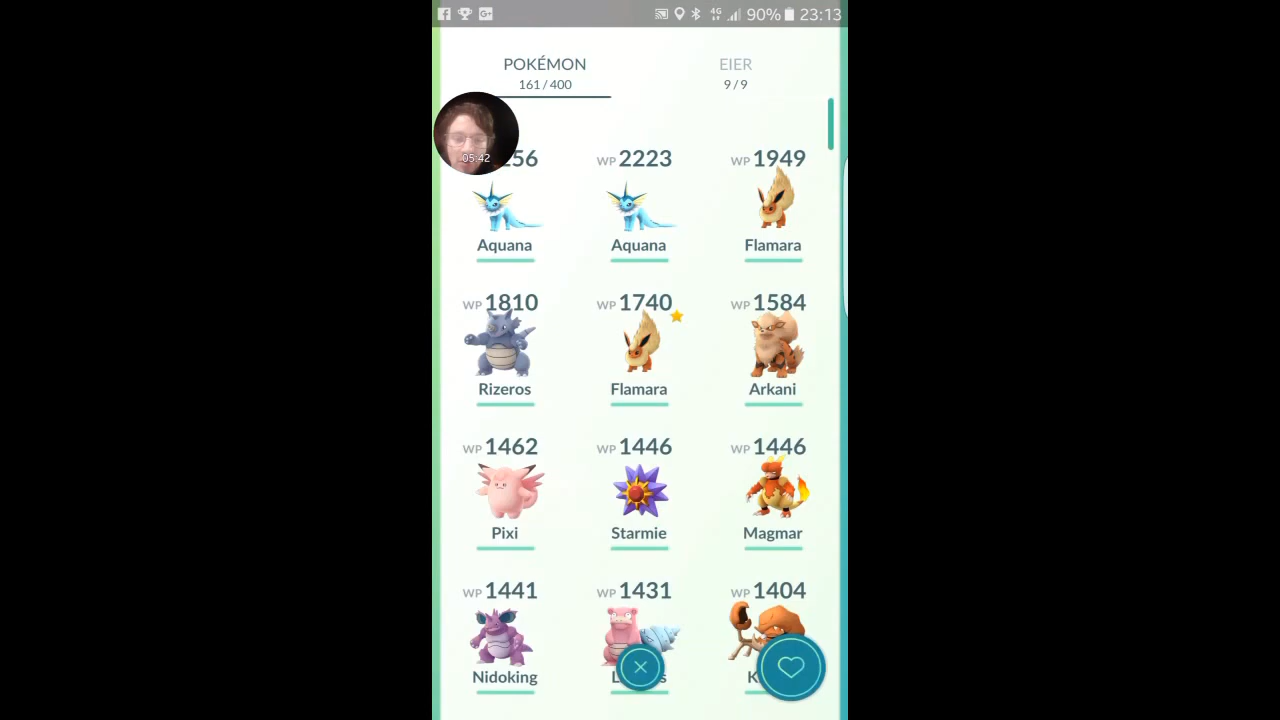 4G 90% 23:13
POKÉMON EIER
161/400 9/9
05:42
256 WP 2223 WP 1949
Aquana Aquana Flamara
WP 1810 WP 1740 WP 1584
Rizeros Flamara Arkani
WP 1462 WP 1446 WP 1446
Pixi Starmie Magmar
WP 1441 WP 1431 WP 1404
Nidoking